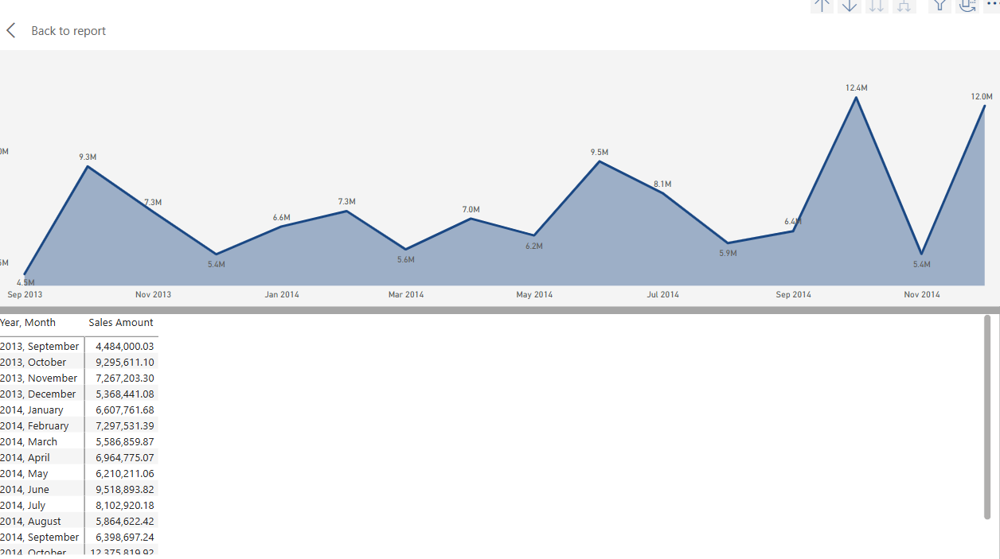 Back to report
12.4M
12.0M
9.5M
9.3M
8.1M
7.3M
7.3M
7.0M
6.6M
6.4M
6.2M
5.9M
5.6M
5.4M
5.4M
4.5M
Sep 2013 Nov 2013 Jan 2014 Mar 2014 May 2014 Jul 2014 Sep 2014 Nov 2014
Year, Month Sales Amount
2013, September 4,484,000.03
2013, October 9,295,611.10
2013, November 7,267,203.30
2013, December 5,368,441.08
2014, January 6,607,761.68
2014, February 7,297,531.39
2014, March 5,586,859.87
2014, April 6,964,775.07
2014, May 6,210,211.06
2014, June 9,518,893.82
2014, July 8,102,920.18
2014, August 5,864,622.42
2014, September 6,398,697.24
2014, October 12,375,819.92